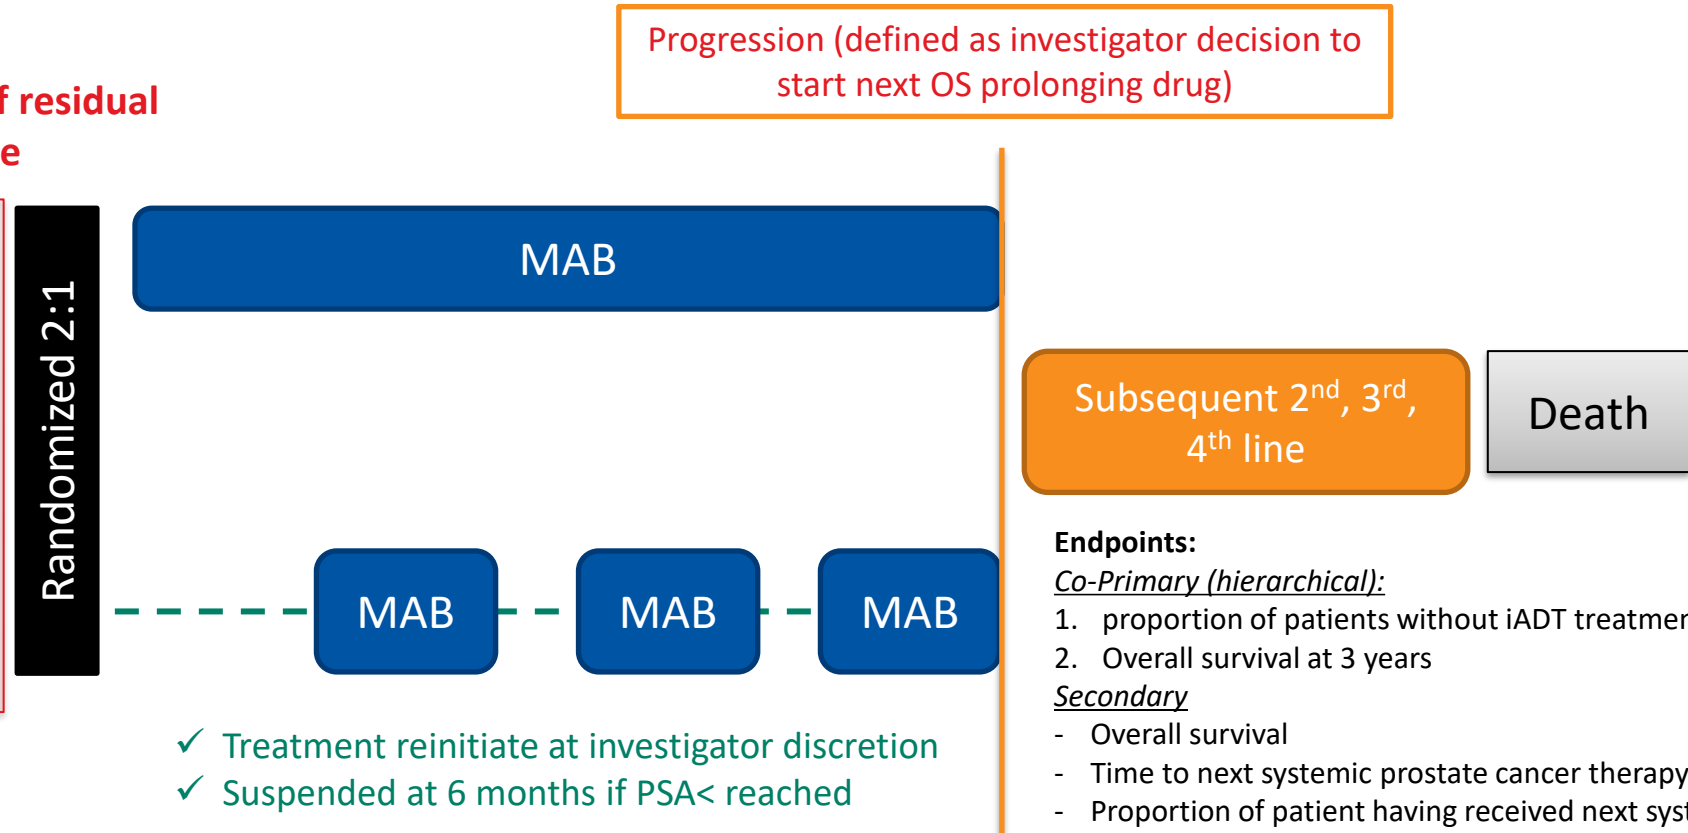 Progression (defined as investigator decision to
start next OS prolonging drug)
f residual
e
Randomized 2:1
MAB
Subsequent 2nd, 3rd,
4th line
Death
MAB
MAB
MAB
✓ Treatment reinitiate at investigator discretion
✓ Suspended at 6 months if PSA< reached
Endpoints:
Co-Primary (hierarchical):
1. proportion of patients without iADT treatmer
2. Overall survival at 3 years
Secondary
- Overall survival
- Time to next systemic prostate cancer therapy
- Proportion of patient having received next syst